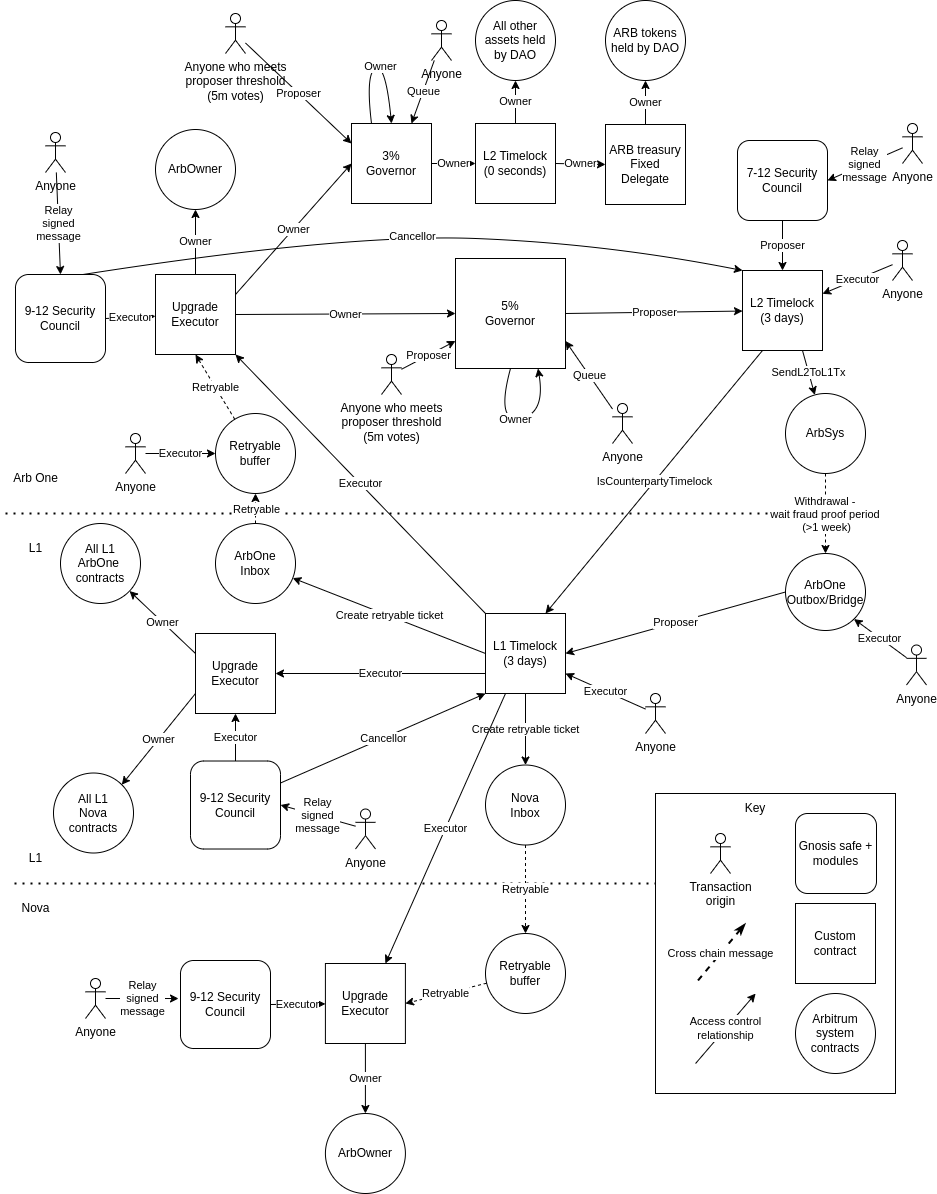 All other
assets held
by DAO
ARB tokens
held by DAO
Anyone who meets
proposer threshold
(5m votes)
Proposer
Owner
Anyone
Queue
Owner
Owner
3%
Governor
Owner
L2 Timelock
(0 seconds)
Owner
ARB treasury
Fixed
Delegate
7-12 Security
Council
Relay
signed
message
Anyone
Anyone
Relay
signed
message
ArbOwner
Owner
Owner
Cancellor
Proposer
Executor
Anyone
9-12 Security
Council
Executor
Upgrade
Executor
Owner
5%
Governor
Proposer
L2 Timelock
(3 days)
Proposer
Anyone who meets
proposer threshold
(5m votes)
Owner
Queue
Anyone
SendL2ToL1Tx
ArbSys
Retryable
Retryable
buffer
Executor
Anyone
Executor
IsCounterpartyTimelock
Arb One
Retryable
Withdrawal -
wait fraud proof period
(>1 week)
L1
All L1
ArbOne
contracts
ArbOne
Inbox
ArbOne
Outbox/Bridge
Create retryable ticket
Proposer
Executor
Anyone
Owner
Upgrade
Executor
Executor
L1 Timelock
(3 days)
Executor
Anyone
Owner
Executor
Cancellor
Create retryable ticket
All L1
Nova
contracts
9-12 Security
Council
Relay
signed
message
Anyone
Executor
Nova
Inbox
L1
Retryable
Nova
Anyone
Relay
signed
message
9-12 Security
Council
Executor
Upgrade
Executor
Retryable
Retryable
buffer
Owner
ArbOwner
Key
Transaction
origin
Gnosis safe +
modules
Cross chain message
Custom
contract
Access control
relationship
Arbitrum
system
contracts